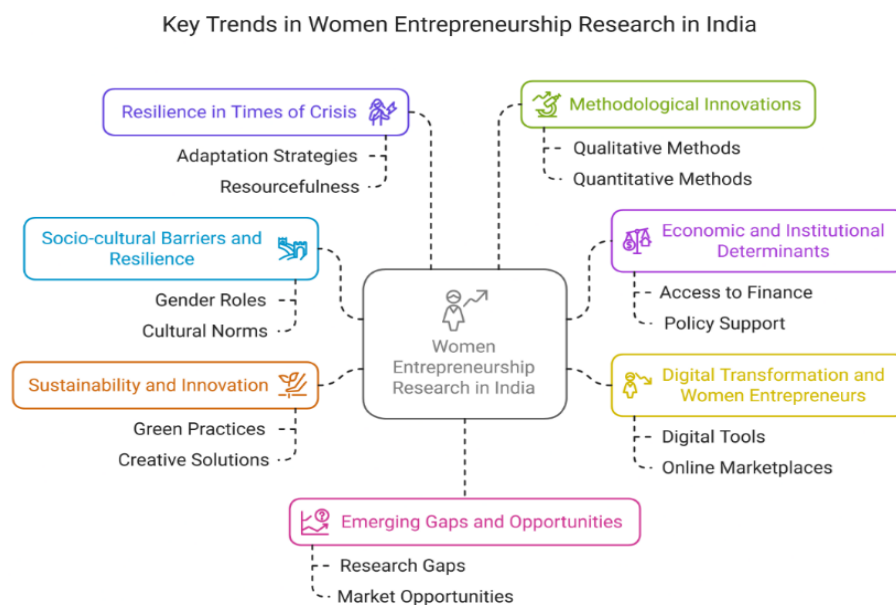 Key Trends in Women Entrepreneurship Research in India
Resilience in Times of Crisis
Adaptation Strategies
Resourcefulness
Methodological Innovations
Qualitative Methods
Quantitative Methods
Socio-cultural Barriers and
Resilience
Gender Roles
Cultural Norms
Economic and Institutional
Determinants
Access to Finance
Policy Support
Women
Entrepreneurship
Research in India
Sustainability and Innovation
Green Practices
Creative Solutions
Digital Transformation and
Women Entrepreneurs
Digital Tools
Online Marketplaces
Emerging Gaps and Opportunities
Research Gaps
Market Opportunities